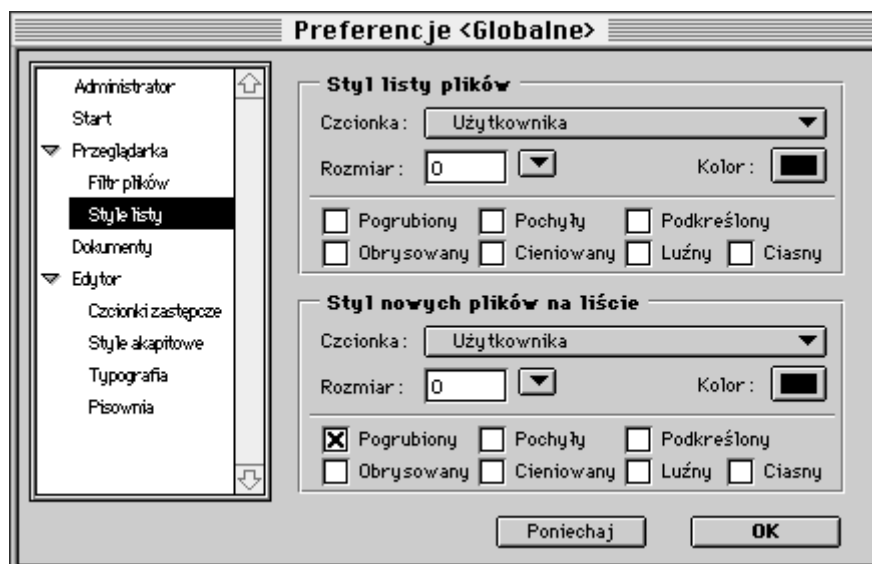 Preferencje <Globalne>
Administrator
Start
Przeglądarka
Filtr plików
Style listy
Dokumenty
Edytor
Czcionki zastępcze
Style akapitowe
Typografia
Pisownia
Styl listy plików
Czcionka: Użytkownika
Rozmiar: 0 Kolor:
Pogrubiony Pochyły Podkreślony
Obrysowany Cieniowany Luźny Ciasny
Styl nowych plików na liście
Czcionka: Użytkownika
Rozmiar: 0 Kolor:
Pogrubiony Pochyły Podkreślony
Obrysowany Cieniowany Luźny Ciasny
Poniechaj OK